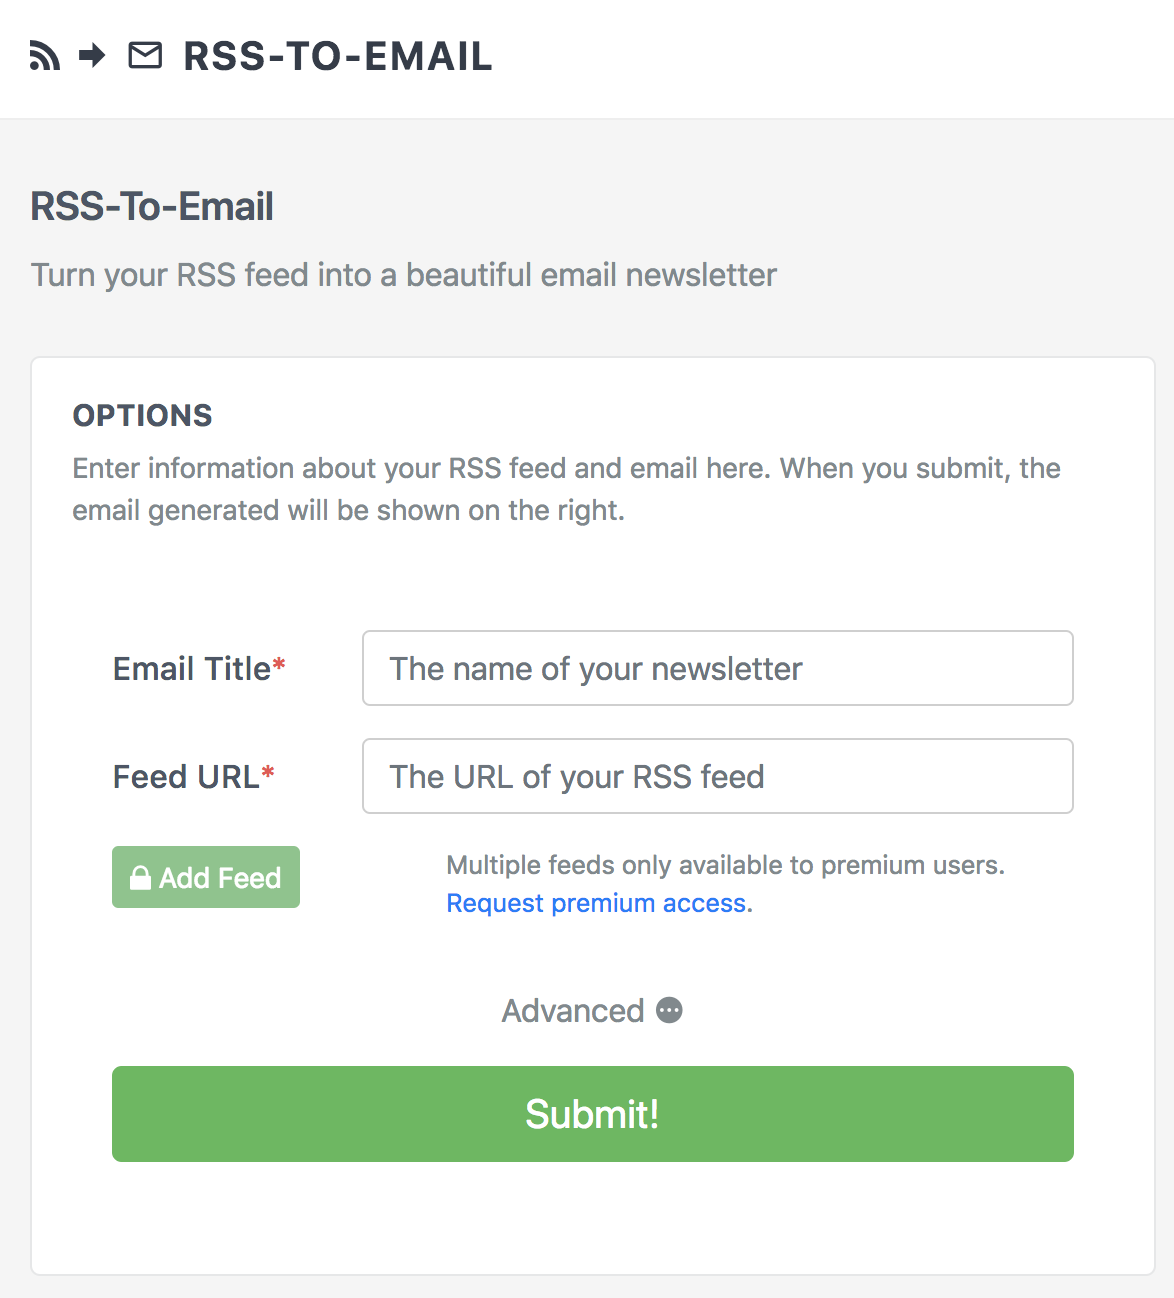 RSS-TO-EMAIL
RSS-To-Email
Turn your RSS feed into a beautiful email newsletter
OPTIONS
Enter information about your RSS feed and email here. When you submit, the
email generated will be shown on the right.
Email Title* The name of your newsletter
Feed URL* The URL of your RSS feed
Add Feed
Multiple feeds only available to premium users.
Request premium access.
Advanced
Submit!